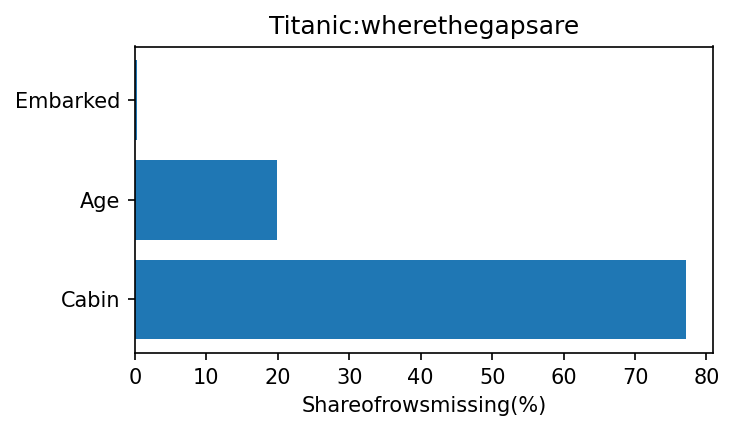 Titanic:wherethegapsare
Embarked
Age
Cabin
0 10 20 30 40 50 60 70 80
Shareofrowsmissing(%)